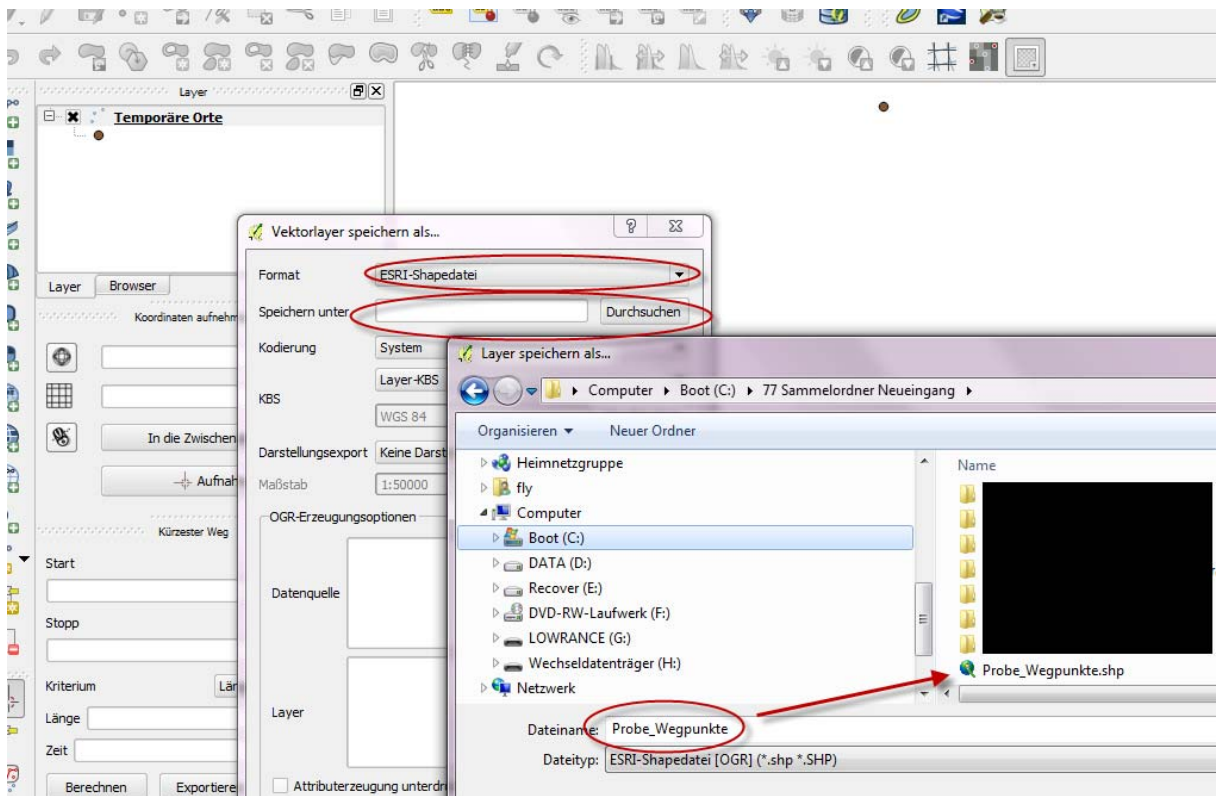 Layer
Temporäre Orte
Layer
Browser
Koordinaten aufnehm
In die Zwischen
Aufnah
Kürzester Weg
Start
Stopp
Kriterium
Län
Länge
Zeit
Berechnen
Exportiere
Vektorlayer speichern als...
Format
ESRI-Shapedatei
Speichern unter
Durchsuchen
Kodierung
System
KBS
Layer-KBS
WGS 84
Darstellungsexport
Keine Darst
Maßstab
1:50000
OGR-Erzeugungsoptionen
Datenquelle
Layer
Attributerzeugung unterdr
Layer speichern als...
Computer
Boot (C:)
77 Sammelordner Neueingang
Organisieren
Neuer Ordner
Heimnetzgruppe
fly
Computer
Boot (C:)
DATA (D:)
Recover (E:)
DVD-RW-Laufwerk (F:)
LOWRANCE (G:)
Wechseldatenträger (H:)
Netzwerk
Name
Probe_Wegpunkte.shp
Dateiname: Probe_Wegpunkte
Dateityp: ESRI-Shapedatei [OGR] (*.shp *.SHP)